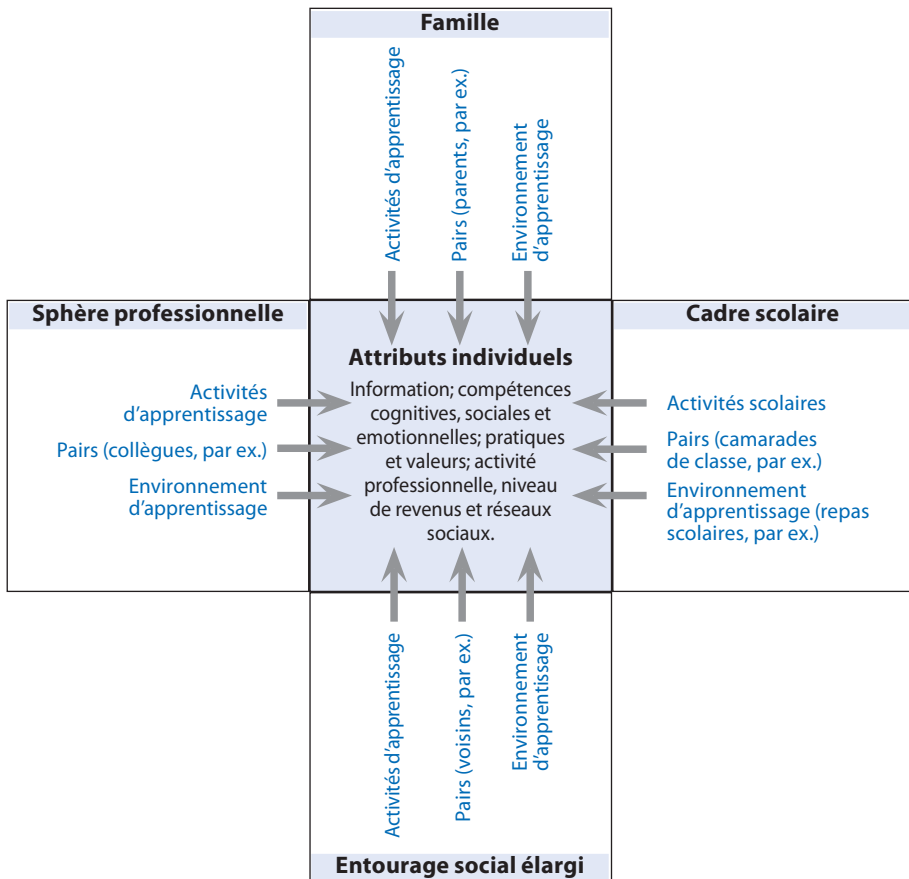 Famille
Activités d'apprentissage
Pairs (parents, par ex.)
Environnement
d'apprentissage
Sphère professionnelle
Activités
d'apprentissage
Pairs (collègues, par ex.)
Environnement
d'apprentissage
Attributs individuels
Information; compétences
cognitives, sociales et
emotionnelles; pratiques
et valeurs; activité
professionnelle, niveau
de revenus et réseaux
sociaux.
Cadre scolaire
Activités scolaires
Pairs (camarades
de classe, par ex.)
Environnement
d'apprentissage (repas
scolaires, par ex.)
Activités d'apprentissage
Pairs (voisins, par ex.)
Environnement
d'apprentissage
Entourage social élargi